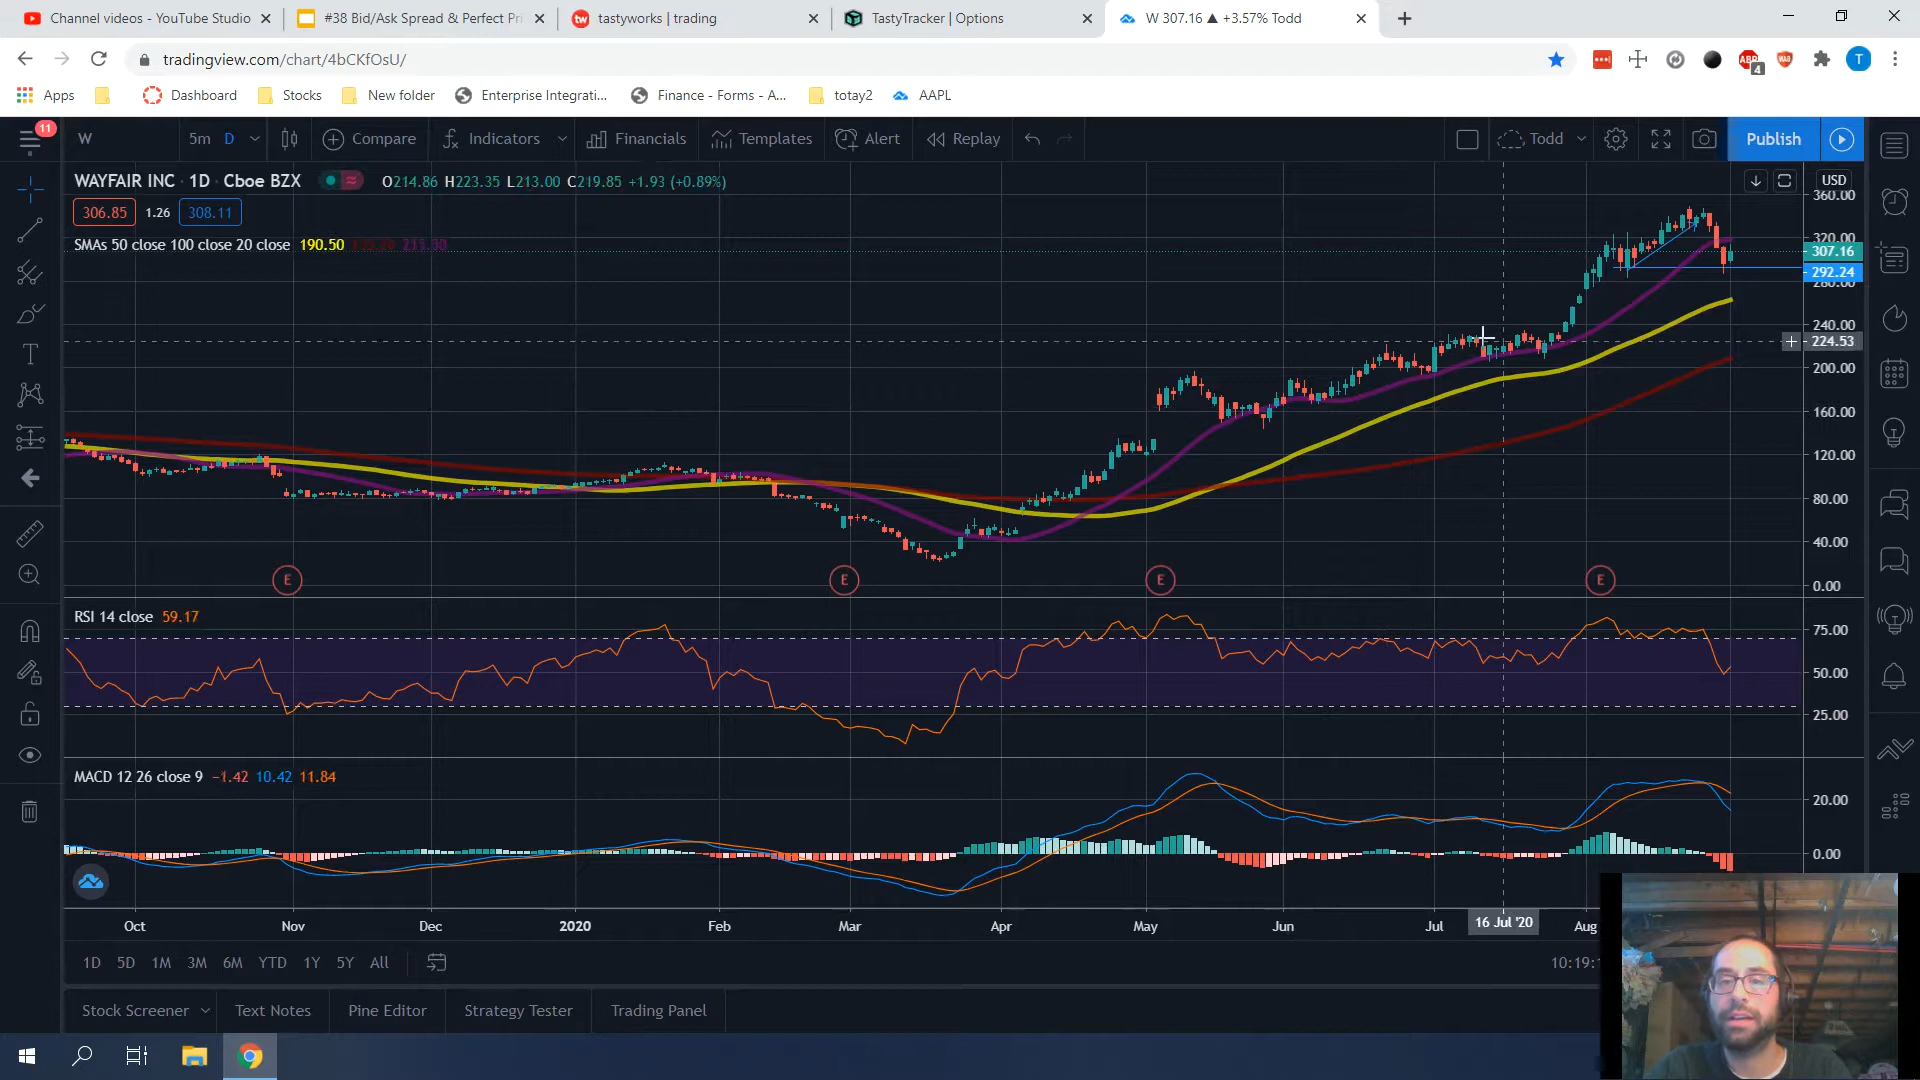 Channel videos - YouTube Studio
#38 Bid/Ask Spread & Perfect Pri
tastyworks | trading
TastyTracker | Options
W 307.16 ▲ +3.57% Todd
tradingview.com/chart/4bCKfOsU/
4
T
Apps
Dashboard
Stocks
New folder
Enterprise Integrati...
Finance - Forms - A...
totay2
AAPL
11
W
5m
D
Compare
Indicators
Financials
Templates
Alert
Replay
Todd
Publish
WAYFAIR INC · 1D · Cboe BZX
O214.86 H223.35 L213.00 C219.85 +1.93 (+0.89%)
USD
306.85
1.26
308.11
SMAs 50 close 100 close 20 close 190.50
360.00
320.00
307.16
292.24
280.00
240.00
224.53
200.00
160.00
120.00
80.00
40.00
0.00
E
E
E
E
RSI 14 close 59.17
75.00
50.00
25.00
MACD 12 26 close 9 −1.42 10.42 11.84
20.00
0.00
Oct
Nov
Dec
2020
Feb
Mar
Apr
May
Jun
Jul
16 Jul '20
Aug
1D
5D
1M
3M
6M
YTD
1Y
5Y
All
10:19:1
Stock Screener
Text Notes
Pine Editor
Strategy Tester
Trading Panel